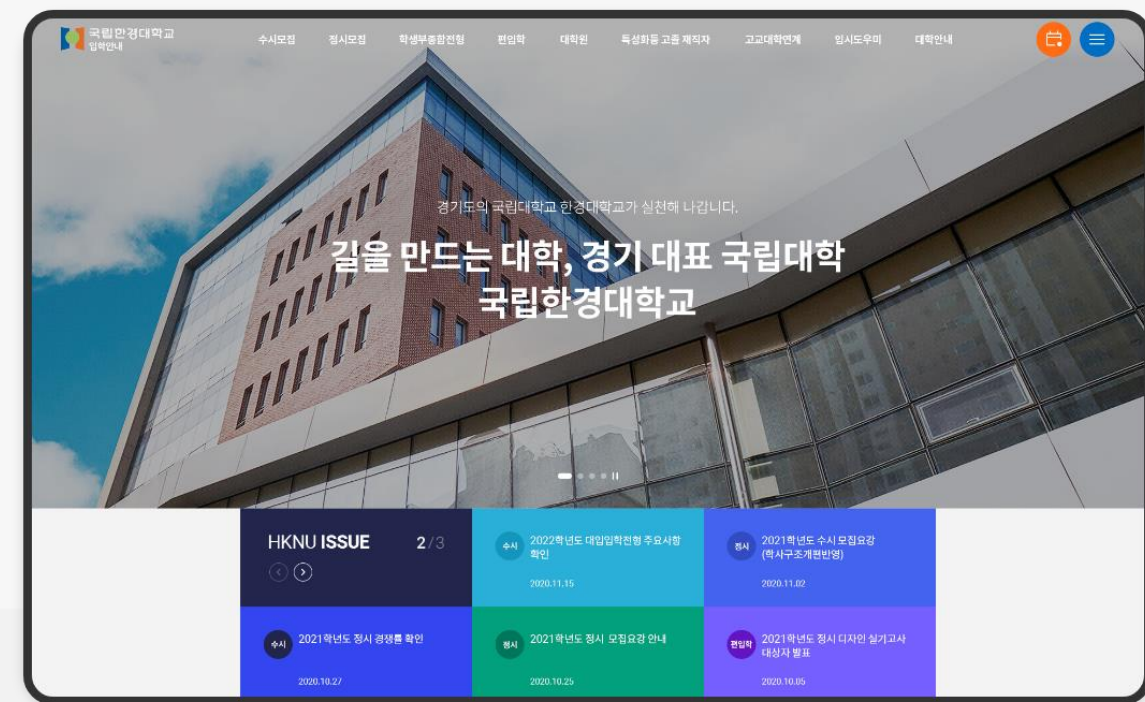 국립한경대학교
입학안내
수시모집 정시모집 학생부종합전형 편입학 대학원 특성화등 고졸 재직자 고교대학연계 입시도우미 대학안내
경기도의 국립대학교 한경대학교가 실천해 나갑니다.
길을 만드는 대학, 경기 대표 국립대학
국립한경대학교
HKNU ISSUE 2/3
수시 2022학년도 대입입학전형 주요사항
확인
2020.11.15
정시 2021학년도 수시 모집요강
(학사구조개편반영)
2020.11.02
수시 2021학년도 정시 경쟁률 확인
2020.10.27
정시 2021학년도 정시 모집요강 안내
2020.10.25
편입학 2021학년도 정시 디자인 실기고사
대상자 발표
2020.10.05